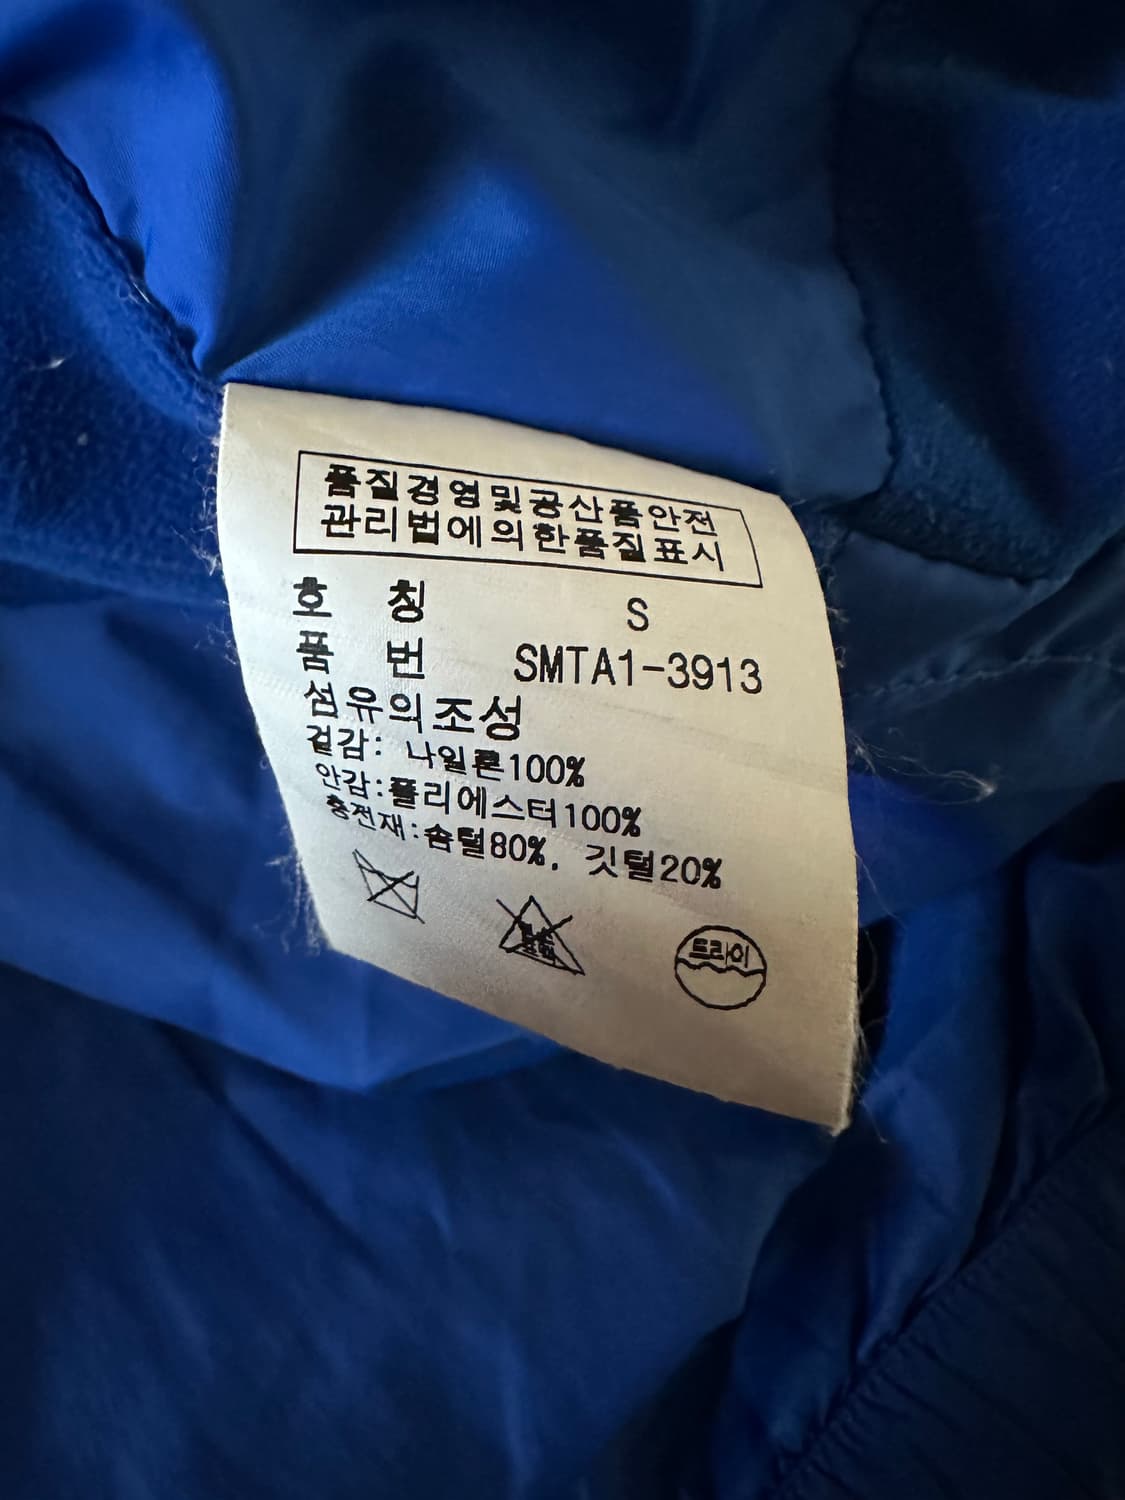 품질경영및공산품안전
관리법에의한품질표시
호 칭 S
품 번 SMTA1-3913
섬유의조성
겉감: 나일론100%
안감:폴리에스터100%
충전재:솜털80%, 깃털20%
드라이